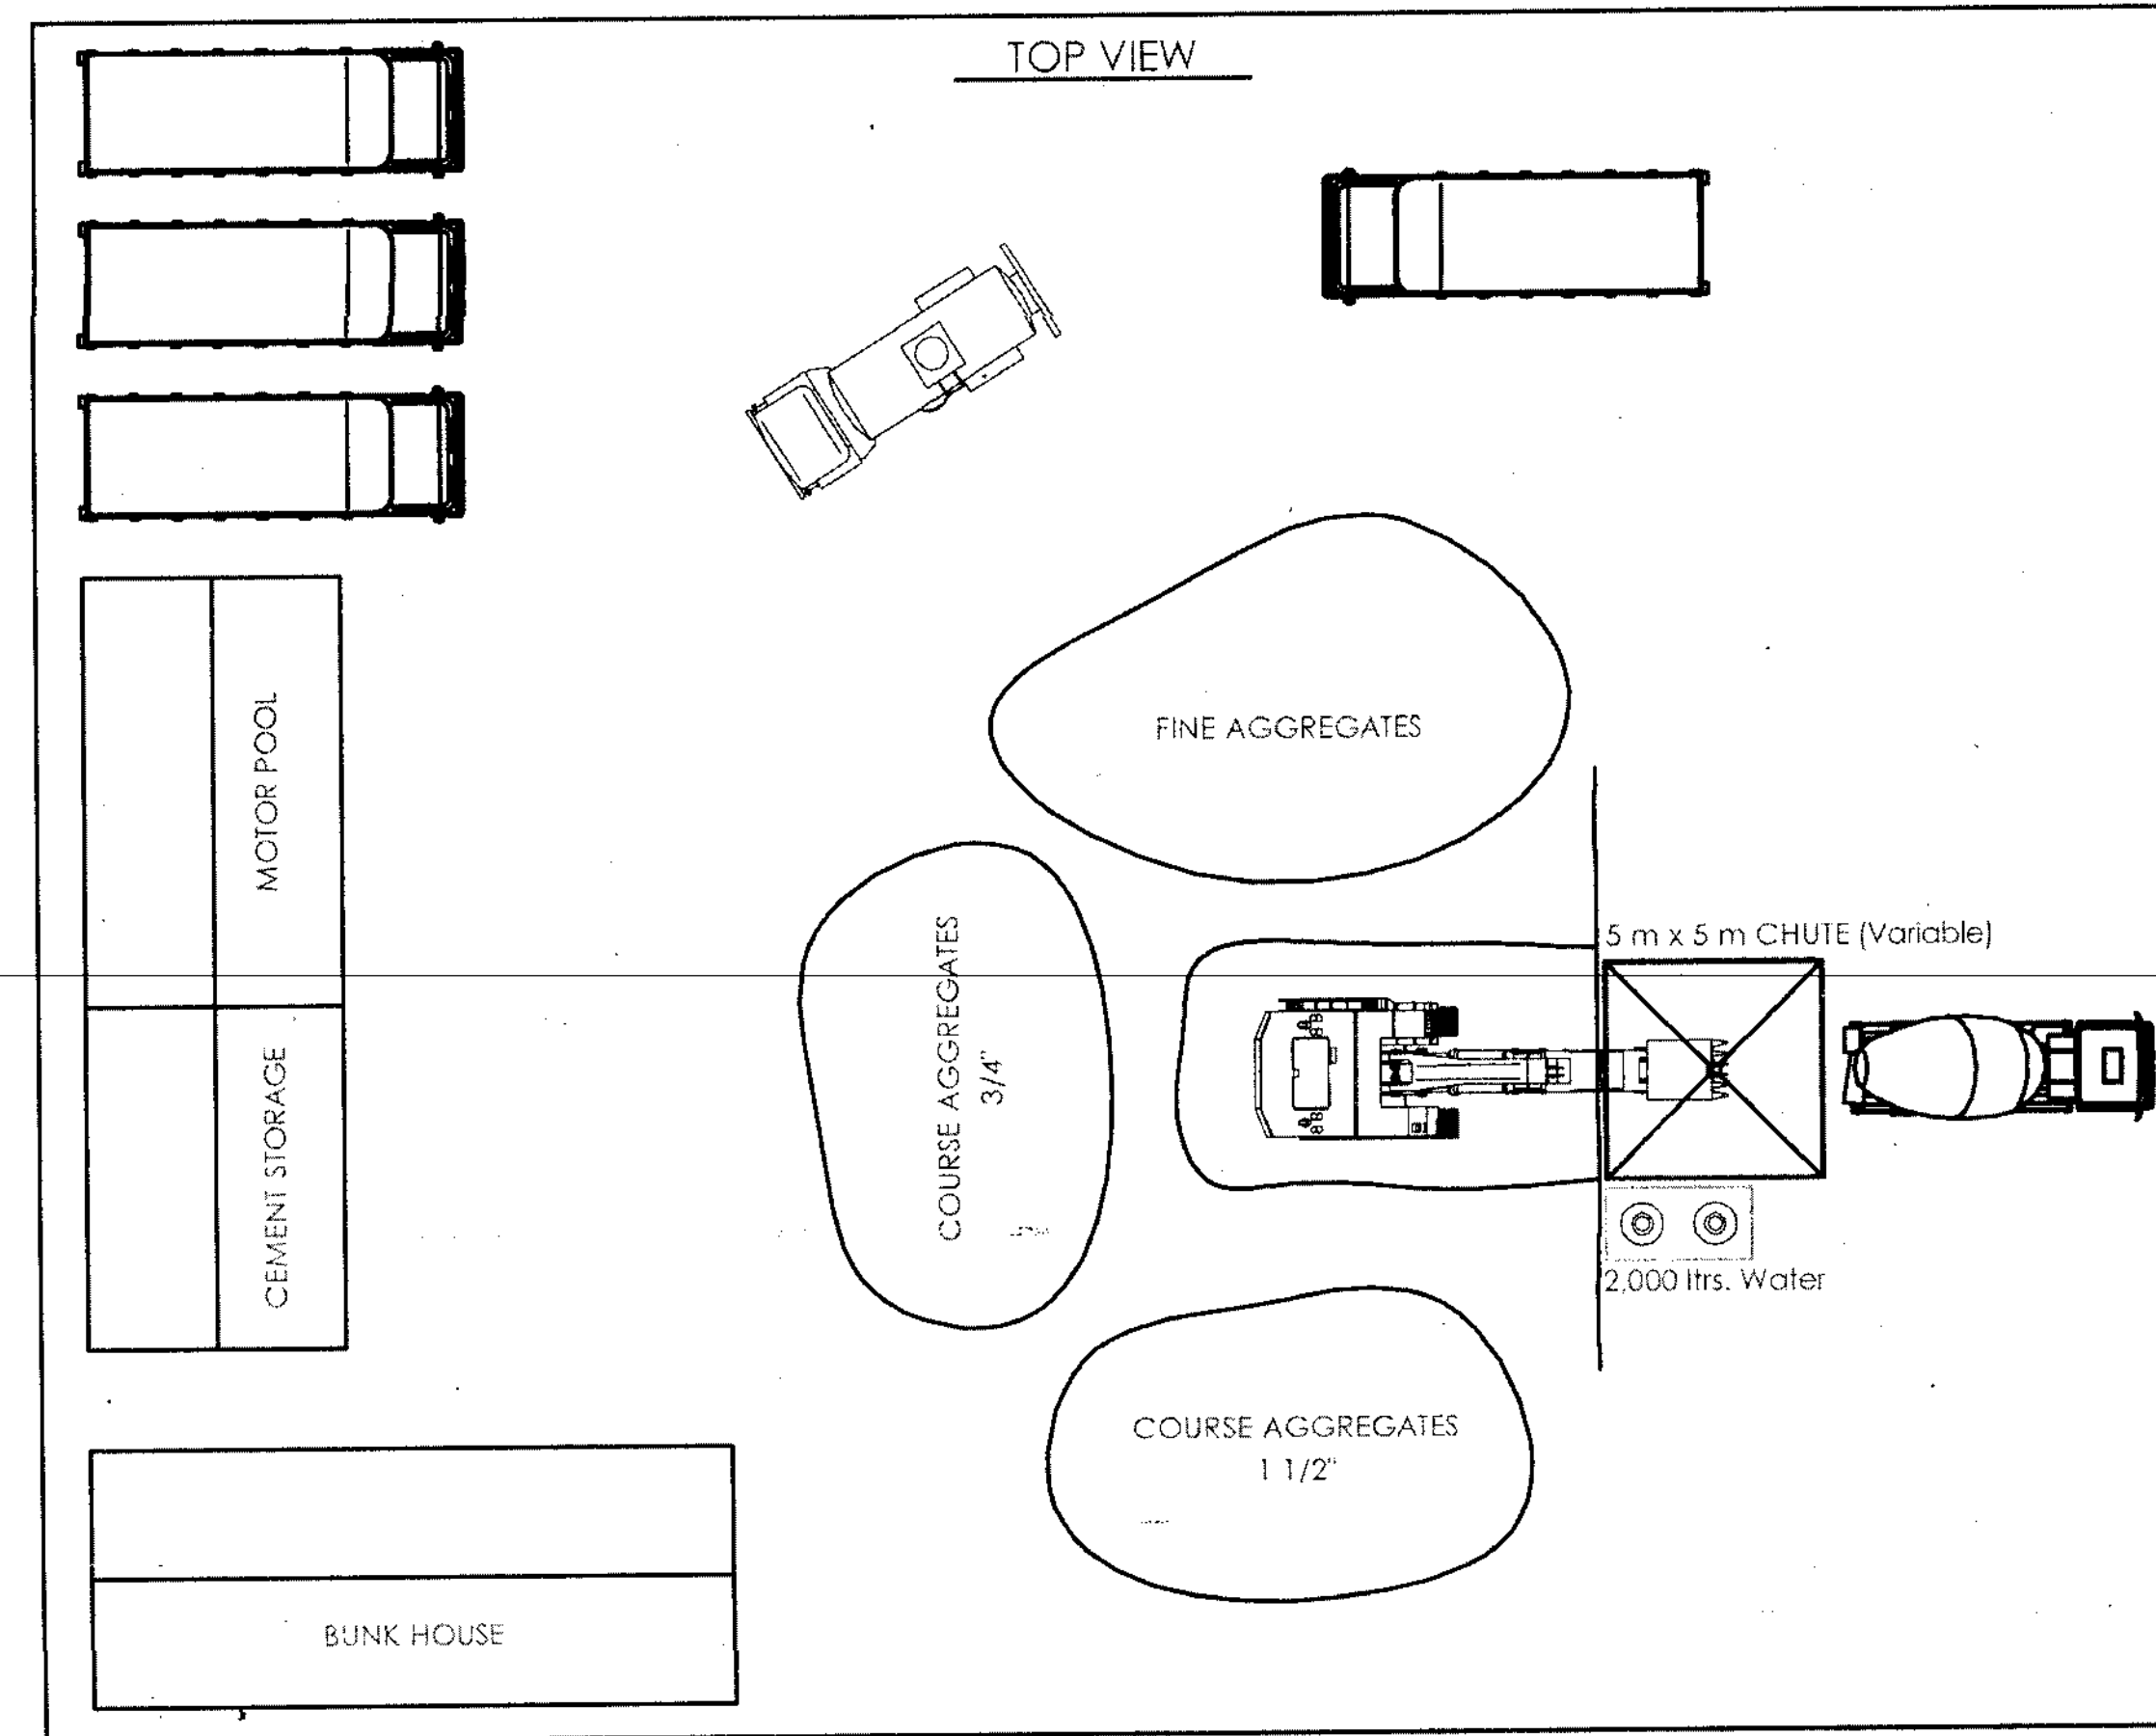 TOP VIEW
MOTOR POOL
FINE AGGREGATES
COURSE AGGREGATES
3/4"
5 m x 5 m CHUTE (Variable)
CEMENT STORAGE
2,000 ltrs. Water
COURSE AGGREGATES
1 1/2"
BUNK HOUSE